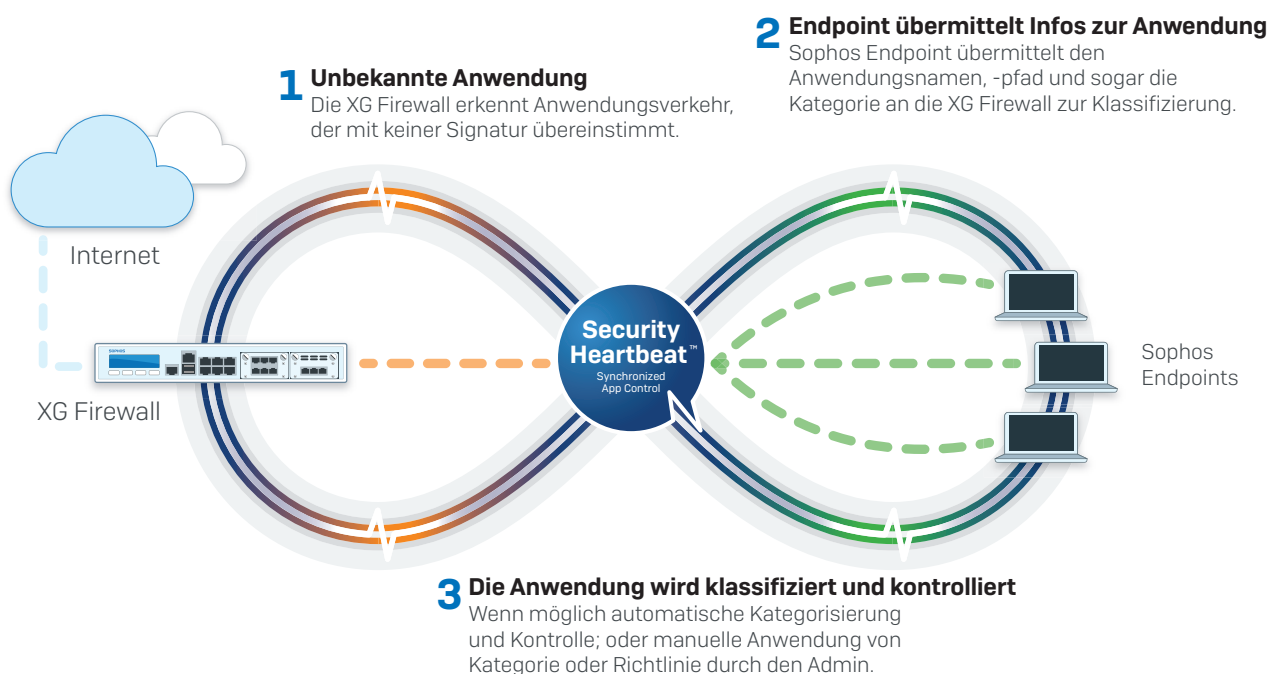 1 Unbekannte Anwendung
Die XG Firewall erkennt Anwendungsverkehr,
der mit keiner Signatur übereinstimmt.
2 Endpoint übermittelt Infos zur Anwendung
Sophos Endpoint übermittelt den
Anwendungsnamen, -pfad und sogar die
Kategorie an die XG Firewall zur Klassifizierung.
Internet
SOPHOS
XG Firewall
Security
Heartbeat™
Synchronized
App Control
Sophos
Endpoints
3 Die Anwendung wird klassifiziert und kontrolliert
Wenn möglich automatische Kategorisierung
und Kontrolle; oder manuelle Anwendung von
Kategorie oder Richtlinie durch den Admin.